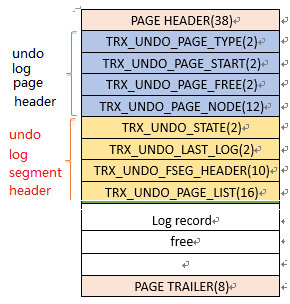 PAGE HEADER(38)
undo
log
page
header
TRX_UNDO_PAGE_TYPE(2)
TRX_UNDO_PAGE_START(2)
TRX_UNDO_PAGE_FREE(2)
TRX_UNDO_PAGE_NODE(12)
undo
log
segment
header
TRX_UNDO_STATE(2)
TRX_UNDO_LAST_LOG(2)
TRX_UNDO_FSEG_HEADER(10)
TRX_UNDO_PAGE_LIST(16)
Log record
free
PAGE TRAILER(8)